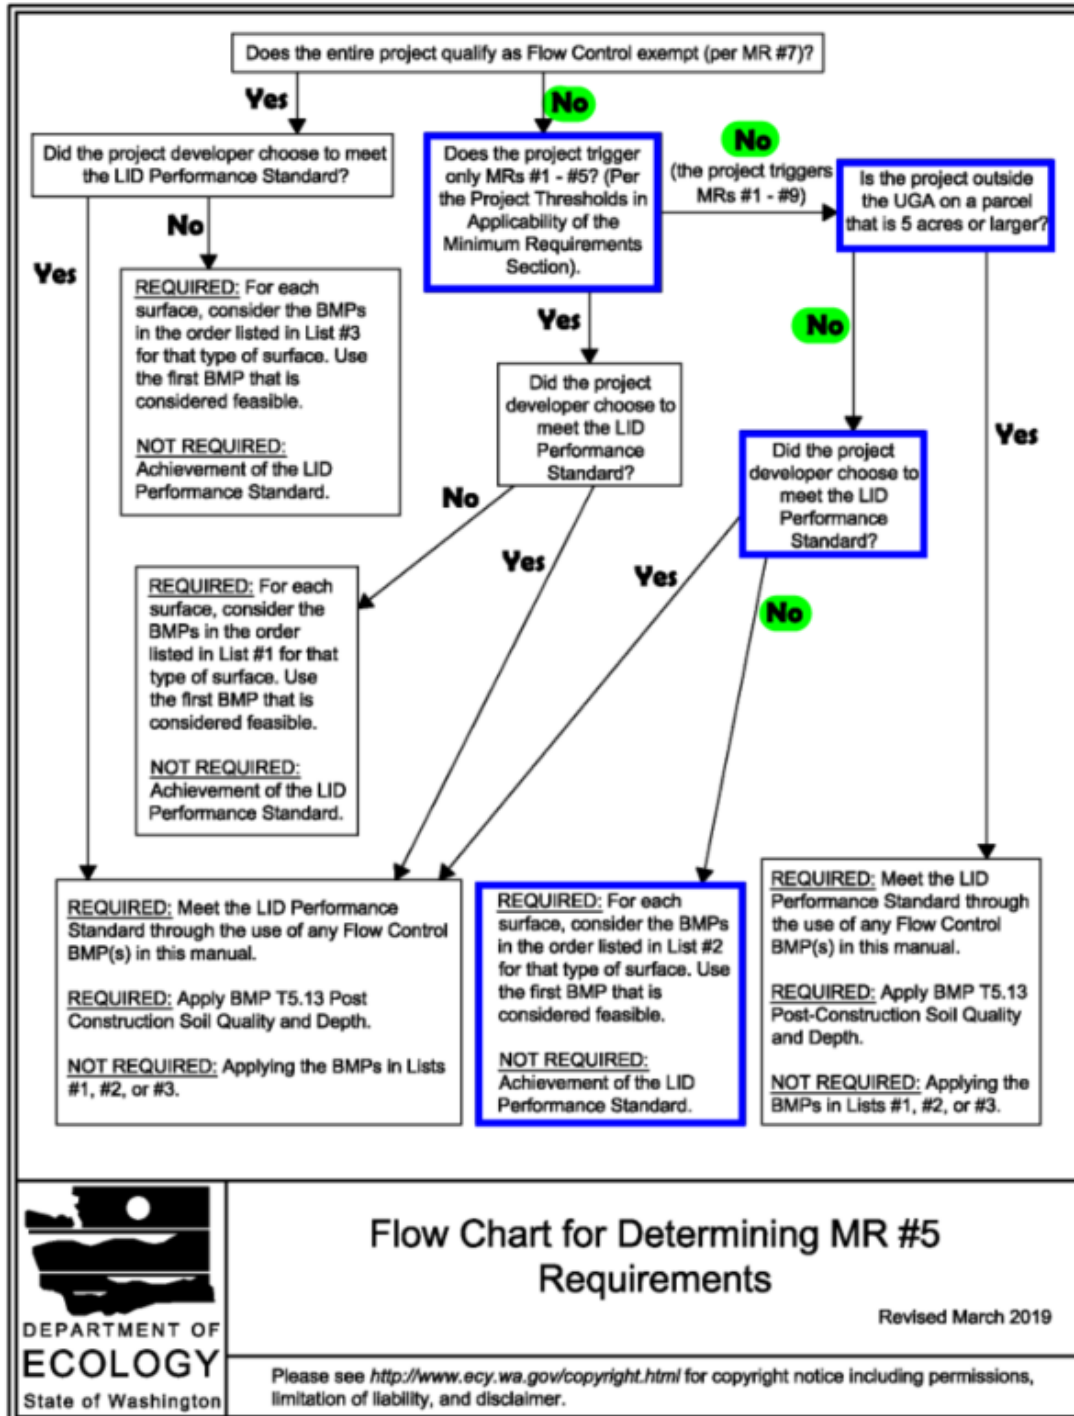 Does the entire project qualify as Flow Control exempt (per MR #7)?
Yes
No
Did the project developer choose to meet
the LID Performance Standard?
Does the project trigger
only MRs #1 - #5? (Per
the Project Thresholds in
Applicability of the
Minimum Requirements
Section).
No
(the project triggers
MRs #1 - #9)
Is the project outside
the UGA on a parcel
that is 5 acres or larger?
No
Yes
REQUIRED: For each
surface, consider the BMPs
in the order listed in List #3
for that type of surface. Use
the first BMP that is
considered feasible.
NOT REQUIRED:
Achievement of the LID
Performance Standard.
Yes
Did the project
developer choose to
meet the LID
Performance
Standard?
No
Did the project
developer choose to
meet the LID
Performance
Standard?
Yes
No
Yes
Yes
No
REQUIRED: For each
surface, consider the
BMPs in the order
listed in List #1 for that
type of surface. Use
the first BMP that is
considered feasible.
NOT REQUIRED:
Achievement of the LID
Performance Standard.
REQUIRED: Meet the LID Performance
Standard through the use of any Flow Control
BMP(s) in this manual.
REQUIRED: Apply BMP T5.13 Post
Construction Soil Quality and Depth.
NOT REQUIRED: Applying the BMPs in Lists
#1, #2, or #3.
REQUIRED: For each
surface, consider the BMPs
in the order listed in List #2
for that type of surface. Use
the first BMP that is
considered feasible.
NOT REQUIRED:
Achievement of the LID
Performance Standard.
REQUIRED: Meet the LID
Performance Standard through
the use of any Flow Control
BMP(s) in this manual.
REQUIRED: Apply BMP T5.13
Post-Construction Soil Quality
and Depth.
NOT REQUIRED: Applying the
BMPs in Lists #1, #2, or #3.
DEPARTMENT OF
ECOLOGY
State of Washington
Flow Chart for Determining MR #5
Requirements
Revised March 2019
Please see http://www.ecy.wa.gov/copyright.html for copyright notice including permissions,
limitation of liability, and disclaimer.